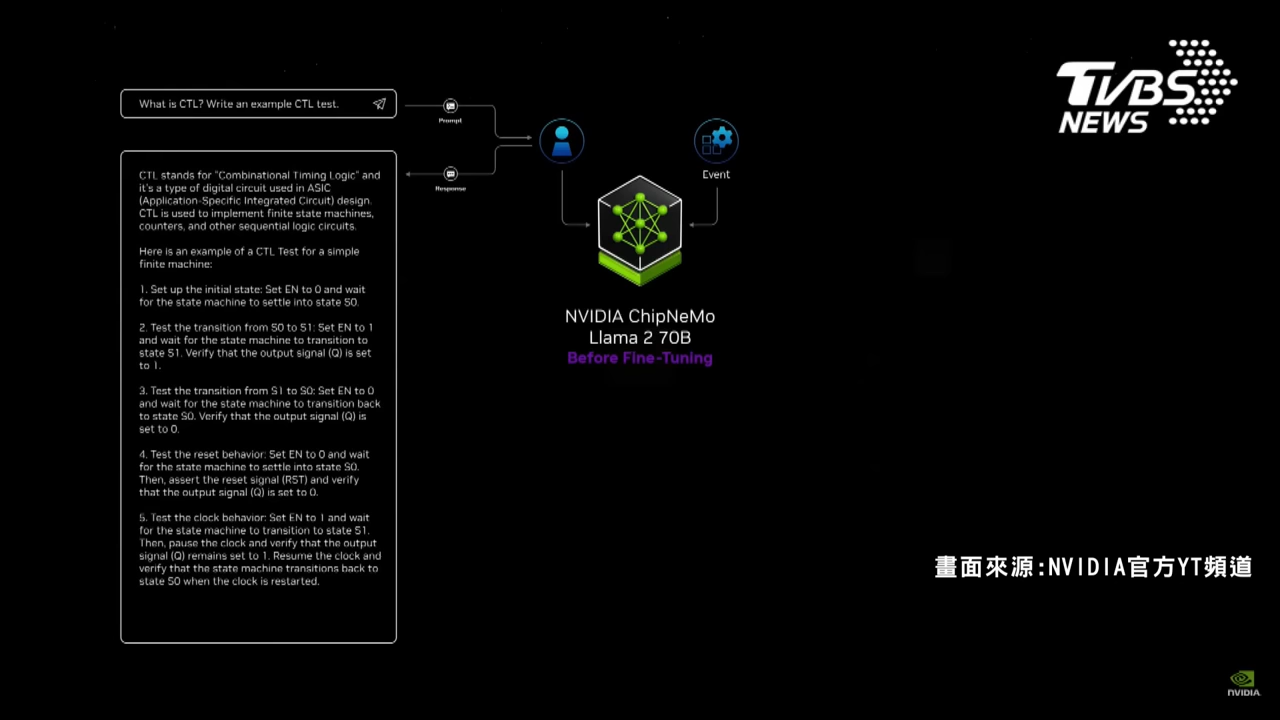 TVBS
NEWS
What is CTL? Write an example CTL test.
Prompt
Response
Event
CTL stands for "Combinational Timing Logic" and
it's a type of digital circuit used in ASIC
(Application-Specific Integrated Circuit) design.
CTL is used to implement finite state machines,
counters, and other sequential logic circuits.
Here is an example of a CTL Test for a simple
finite machine:
1. Set up the initial state: Set EN to 0 and wait
for the state machine to settle into state S0.
2. Test the transition from S0 to S1: Set EN to 1
and wait for the state machine to transition to
state S1. Verify that the output signal (Q) is set
to 1.
3. Test the transition from S1 to S0: Set EN to 0
and wait for the state machine to transition back
to state S0. Verify that the output signal (Q) is
set to 0.
4. Test the reset behavior: Set EN to 0 and wait
for the state machine to settle into state S0.
Then, assert the reset signal (RST) and verify
that the output signal (Q) is set to 0.
5. Test the clock behavior: Set EN to 1 and wait
for the state machine to transition to state S1.
Then, pause the clock and verify that the output
signal (Q) remains set to 1. Resume the clock and
verify that the state machine transitions back to
state S0 when the clock is restarted.
NVIDIA ChipNeMo
Llama 2 70B
Before Fine-Tuning
畫面來源:NVIDIA官方YT頻道
NVIDIA